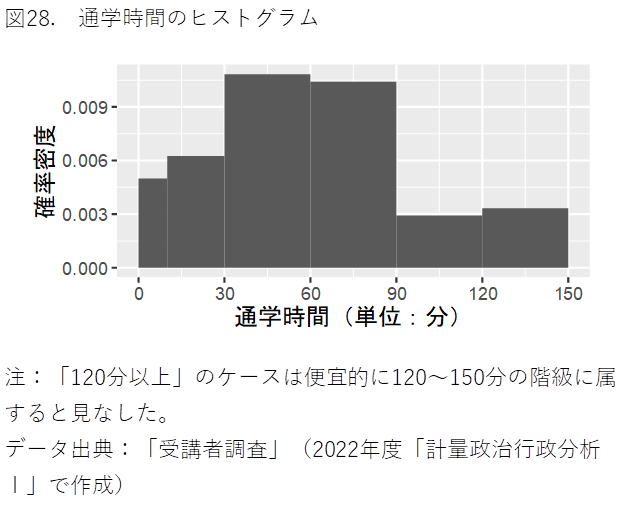 図28.　通学時間のヒストグラム
確率密度
0.009
0.006
0.003
0.000
0 30 60 90 120 150
通学時間（単位：分）
注：「120分以上」のケースは便宜的に120～150分の階級に属
すると見なした。
データ出典：「受講者調査」（2022年度「計量政治行政分析
Ⅰ」で作成）